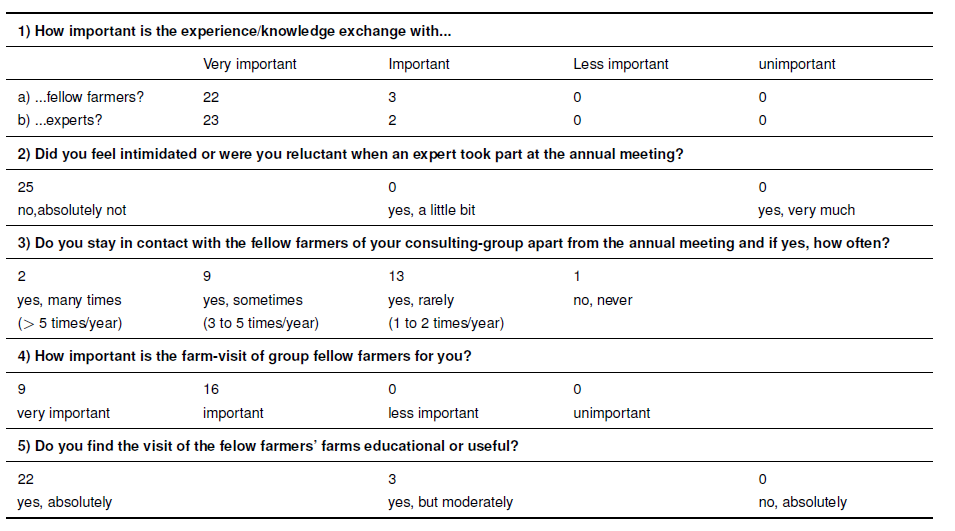 1) How important is the experience/knowledge exchange with...
Very important Important Less important unimportant
a) ...fellow farmers? 22 3 0 0
b) ...experts? 23 2 0 0
2) Did you feel intimidated or were you reluctant when an expert took part at the annual meeting?
25 0 0
no,absolutely not yes, a little bit yes, very much
3) Do you stay in contact with the fellow farmers of your consulting-group apart from the annual meeting and if yes, how often?
2 9 13 1
yes, many times yes, sometimes yes, rarely no, never
(> 5 times/year) (3 to 5 times/year) (1 to 2 times/year)
4) How important is the farm-visit of group fellow farmers for you?
9 16 0 0
very important important less important unimportant
5) Do you find the visit of the felow farmers' farms educational or useful?
22 3 0
yes, absolutely yes, but moderately no, absolutely